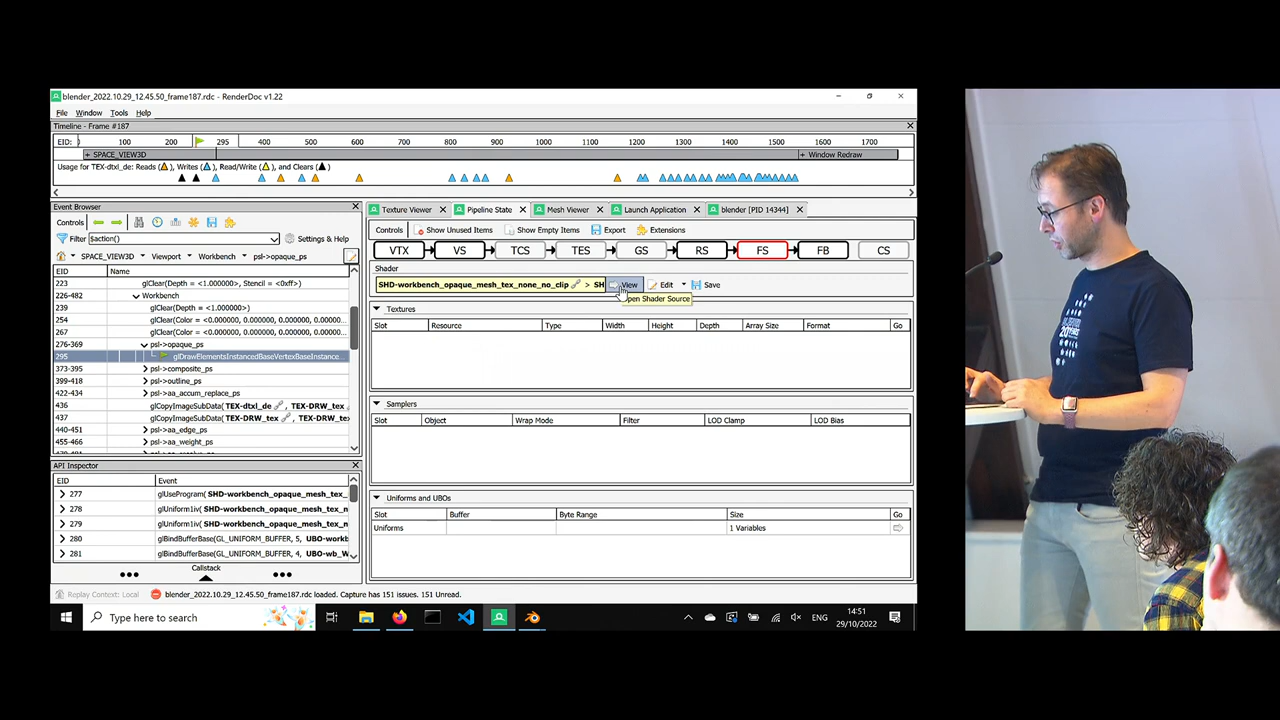 blender_2022.10.29_12.45.50_frame187.rdc - RenderDoc v1.22
File Window Tools Help
Timeline - Frame #187
EID: 0 100 200 295 400 500 600 700 800 900 1000 1100 1200 1300 1400 1500 1600 1700
+ SPACE_VIEW3D
+ Window Redraw
Usage for TEX-dtxl_de: Reads ( ), Writes ( ), Read/Write ( ), and Clears ( )
Event Browser
Controls
Filter $action() Settings & Help
SPACE_VIEW3D Viewport Workbench psl->opaque_ps
EID Name
223 glClear(Depth = <1.000000>, Stencil = <0xff>)
226-482 Workbench
239 glClear(Depth = <1.000000>)
254 glClear(Color = <0.000000, 0.000000, 0.0000...
267 glClear(Color = <0.000000, 0.000000, 0.0000...
276-369 psl->opaque_ps
295 glDrawElementsInstancedBaseVertexBaseInstance...
373-395 psl->composite_ps
399-418 psl->outline_ps
422-434 psl->aa_accum_replace_ps
436 glCopyImageSubData( TEX-dtxl_de , TEX-DRW_tex
437 glCopyImageSubData( TEX-DRW_tex , TEX-DRW_te
440-451 psl->aa_edge_ps
455-466 psl->aa_weight_ps
API Inspector
EID Event
277 glUseProgram( SHD-workbench_opaque_mesh_tex_
278 glUniform1iv( SHD-workbench_opaque_mesh_tex_n
279 glUniform1iv( SHD-workbench_opaque_mesh_tex_n
280 glBindBufferBase(GL_UNIFORM_BUFFER, 5, UBO-workb
281 glBindBufferBase(GL_UNIFORM_BUFFER, 4, UBO-wb_W
Callstack
Texture Viewer Pipeline State Mesh Viewer Launch Application blender [PID 14344]
Controls Show Unused Items Show Empty Items Export Extensions
VTX VS TCS TES GS RS FS FB CS
Shader
SHD-workbench_opaque_mesh_tex_none_no_clip > SH View Edit Save
Open Shader Source
Textures
Slot Resource Type Width Height Depth Array Size Format Go
Samplers
Slot Object Wrap Mode Filter LOD Clamp LOD Bias
Uniforms and UBOs
Slot Buffer Byte Range Size Go
Uniforms 1 Variables
Replay Context: Local blender_2022.10.29_12.45.50_frame187.rdc loaded. Capture has 151 issues. 151 Unread.
Type here to search
ENG
14:51
29/10/2022
20
YEARS